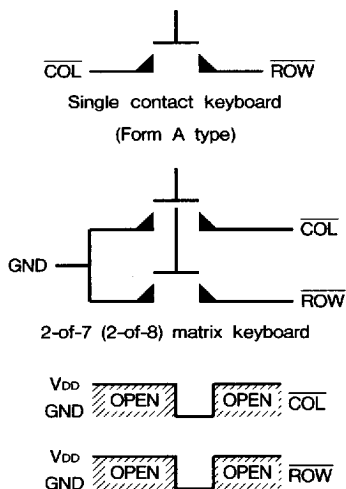 COL ROW
Single contact keyboard
(Form A type)
COL
GND
ROW
2-of-7 (2-of-8) matrix keyboard
VDD
OPEN OPEN COL
GND
VDD
OPEN OPEN ROW
GND